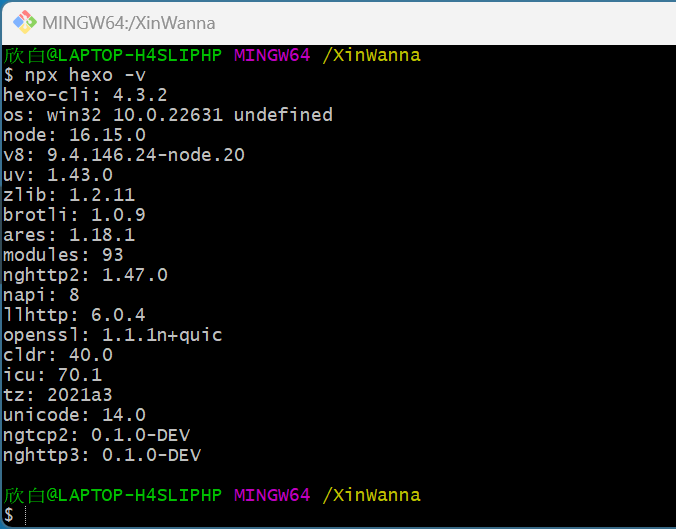 MINGW64:/XinWanna
欣白@LAPTOP-H4SLIPHP MINGW64 /XinWanna
$ npx hexo -v
hexo-cli: 4.3.2
os: win32 10.0.22631 undefined
node: 16.15.0
v8: 9.4.146.24-node.20
uv: 1.43.0
zlib: 1.2.11
brotli: 1.0.9
ares: 1.18.1
modules: 93
nghttp2: 1.47.0
napi: 8
llhttp: 6.0.4
openssl: 1.1.1n+quic
cldr: 40.0
icu: 70.1
tz: 2021a3
unicode: 14.0
ngtcp2: 0.1.0-DEV
nghttp3: 0.1.0-DEV
欣白@LAPTOP-H4SLIPHP MINGW64 /XinWanna
$